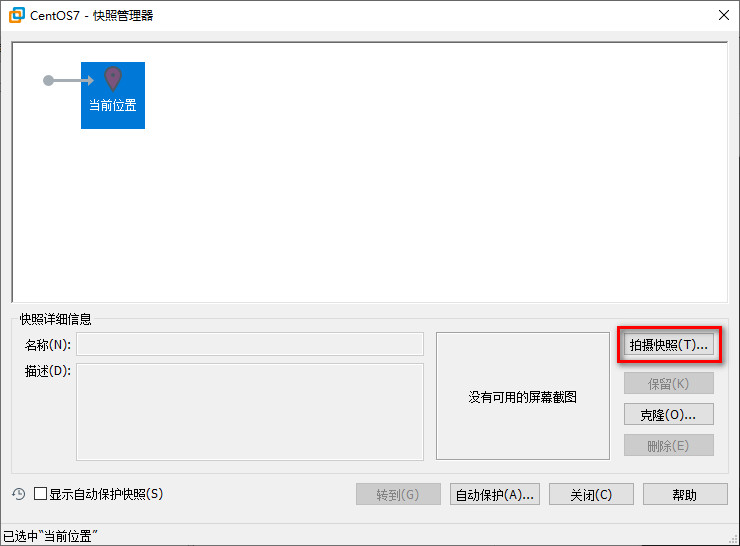 CentOS7 - 快照管理器
当前位置
快照详细信息
名称(N):
拍摄快照(T)...
描述(D):
没有可用的屏幕截图
保留(K)
克隆(O)...
删除(E)
显示自动保护快照(S)
转到(G)
自动保护(A)...
关闭(C)
帮助
已选中"当前位置"